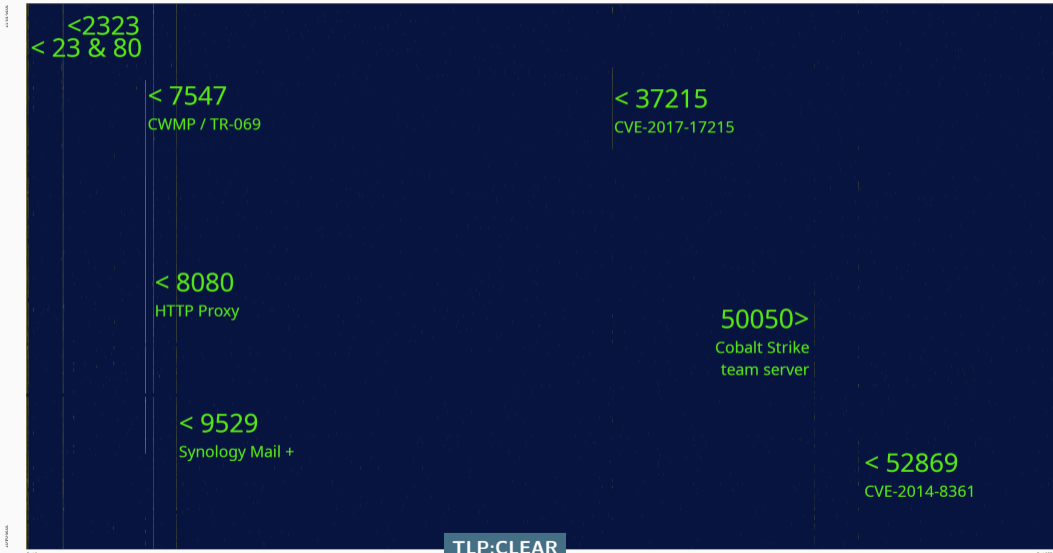 <2323
< 23 & 80
< 7547
CWMP / TR-069
< 37215
CVE-2017-17215
< 8080
HTTP Proxy
50050>
Cobalt Strike
team server
< 9529
Synology Mail +
< 52869
CVE-2014-8361
TLP:CLEAR